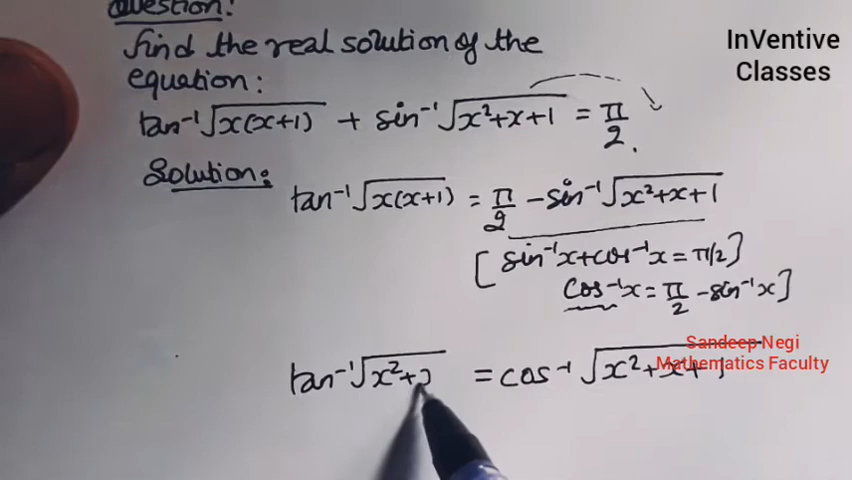 Question:
find the real solution of the
equation:
tan⁻¹√x(x+1) + sin⁻¹√x²+x+1 = π/2.
Solution:
tan⁻¹√x(x+1) = π/2 - sin⁻¹√x²+x+1
[sin⁻¹x+cos⁻¹x = π/2]
cos⁻¹x = π/2 - sin⁻¹x]
tan⁻¹√x²+x = cos⁻¹√x²+x+1
InVentive
Classes
Sandeep Negi
Mathematics Faculty